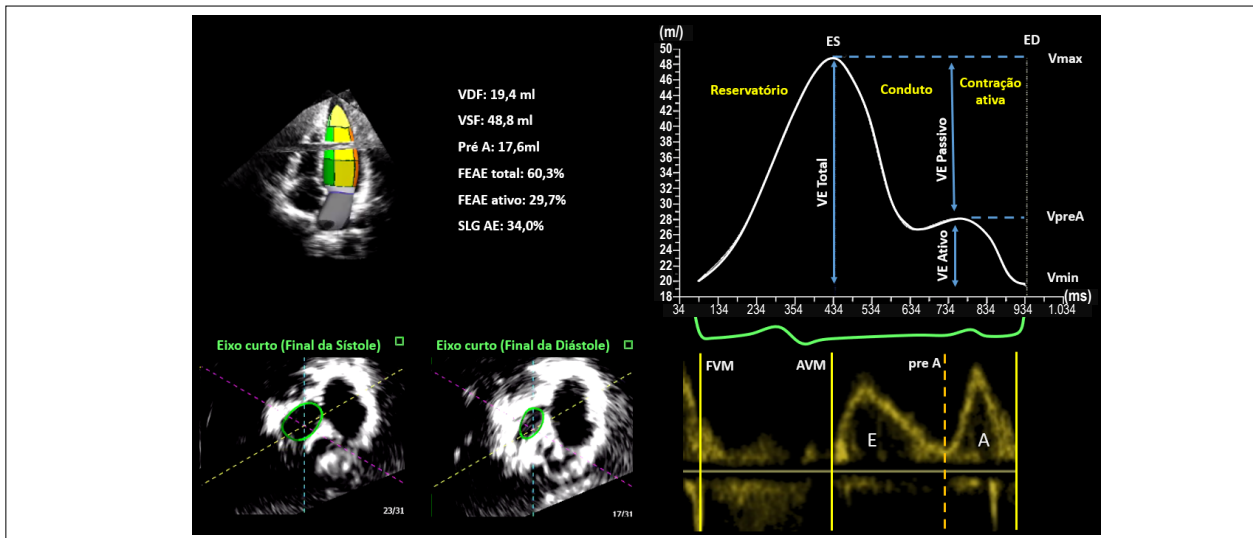 VDF: 19,4 ml
VSF: 48,8 ml
Pré A: 17,6ml
FEAE total: 60,3%
FEAE ativo: 29,7%
SLG AE: 34,0%
(m/)
50
48
46
44
42
40
38
36
34
32
30
28
26
24
22
20
18
ES
ED
Vmax
Reservatório
Conduto
Contração
ativa
VE Total
VE Passivo
VE Ativo
VpreA
Vmin
(ms)
34 134 234 354 434 534 634 734 834 934 1.034
Eixo curto (Final da Sístole)
23/31
Eixo curto (Final da Diástole)
17/31
FVM
AVM
pre A
E
A